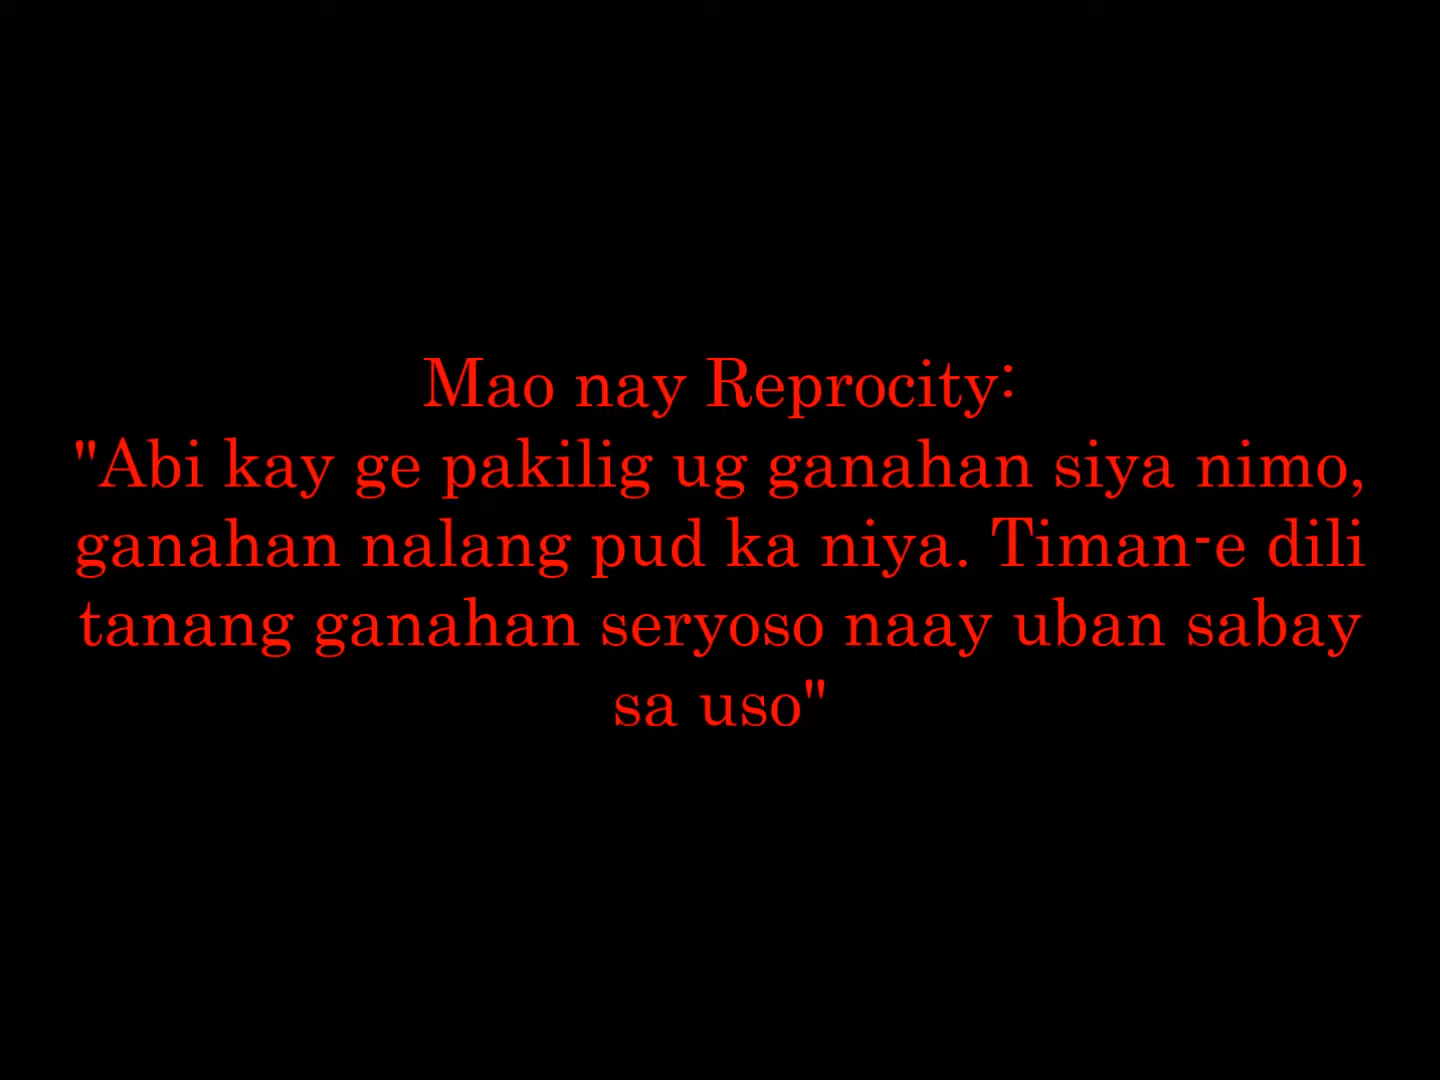 Mao nay Reprocity:
"Abi kay ge pakilig ug ganahan siya nimo,
ganahan nalang pud ka niya. Timan-e dili
tanang ganahan seryoso naay uban sabay
sa uso"